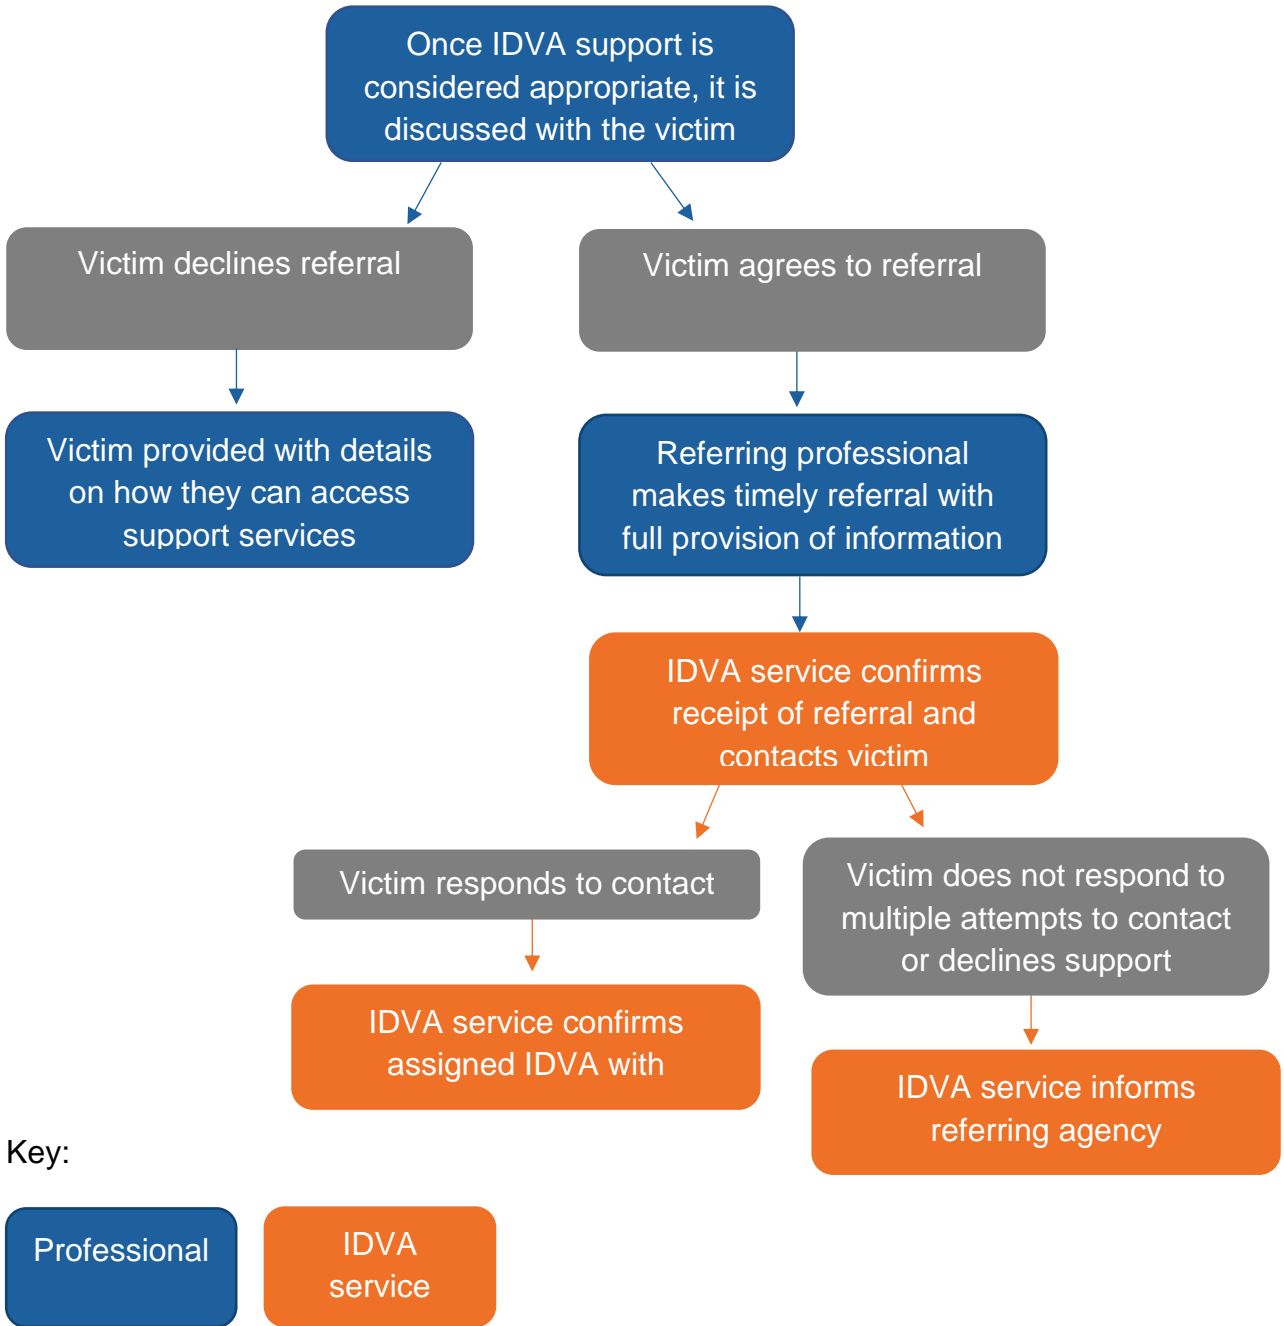 Once IDVA support is
considered appropriate, it is
discussed with the victim
Victim declines referral
Victim agrees to referral
Victim provided with details
on how they can access
support services
Referring professional
makes timely referral with
full provision of information
IDVA service confirms
receipt of referral and
contacts victim
Victim responds to contact
Victim does not respond to
multiple attempts to contact
or declines support
IDVA service confirms
assigned IDVA with
IDVA service informs
referring agency
Key:
Professional
IDVA
service